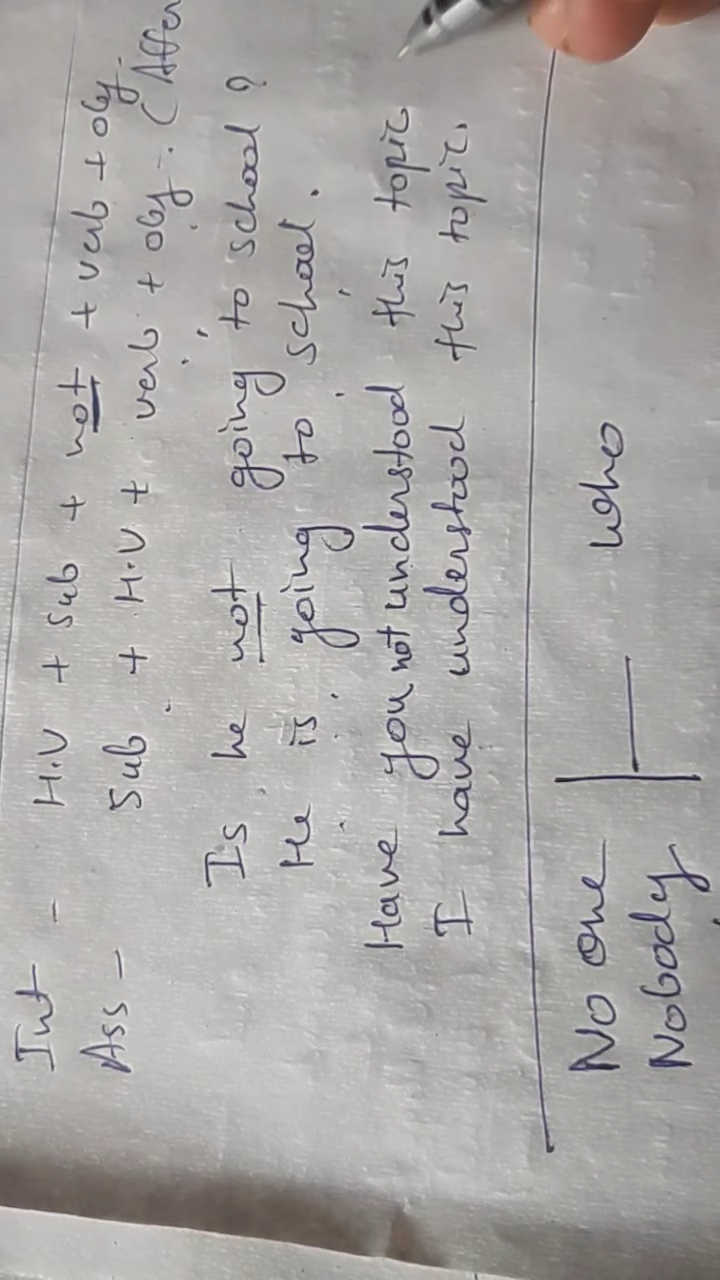 Int - H.V + Sub + not + verb + obj.
Ass - Sub + H.V + verb + obj. (Affer
Is he not going to school?
He is going to school.
Have you not understood this topic
I have understood this topic.
No one
Nobody
who